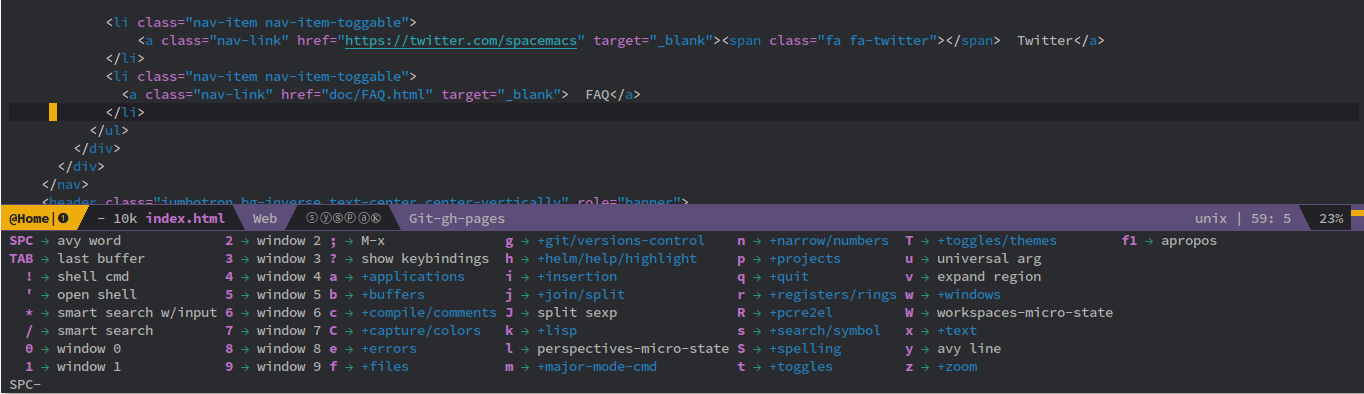 <li class="nav-item nav-item-toggable">
<a class="nav-link" href="https://twitter.com/spacemacs" target="_blank"><span class="fa fa-twitter"></span>  Twitter</a>
</li>
<li class="nav-item nav-item-toggable">
<a class="nav-link" href="doc/FAQ.html" target="_blank">  FAQ</a>
</li>
</ul>
</div>
</div>
</nav>
<header class="jumbotron bg-inverse text-center center-vertically" role="banner">
@Home|❶ - 10k index.html Web ⓢⓨⓢⓟⓐⓚ Git-gh-pages unix | 59: 5 23%
SPC → avy word 2 → window 2 ; → M-x g → +git/versions-control n → +narrow/numbers T → +toggles/themes f1 → apropos
TAB → last buffer 3 → window 3 ? → show keybindings h → +helm/help/highlight p → +projects u → universal arg
! → shell cmd 4 → window 4 a → +applications i → +insertion q → +quit v → expand region
' → open shell 5 → window 5 b → +buffers j → +join/split r → +registers/rings w → +windows
* → smart search w/input 6 → window 6 c → +compile/comments J → split sexp R → +pcre2el W → workspaces-micro-state
/ → smart search 7 → window 7 C → +capture/colors k → +lisp s → +search/symbol x → +text
0 → window 0 8 → window 8 e → +errors l → perspectives-micro-state S → +spelling y → avy line
1 → window 1 9 → window 9 f → +files m → +major-mode-cmd t → +toggles z → +zoom
SPC-